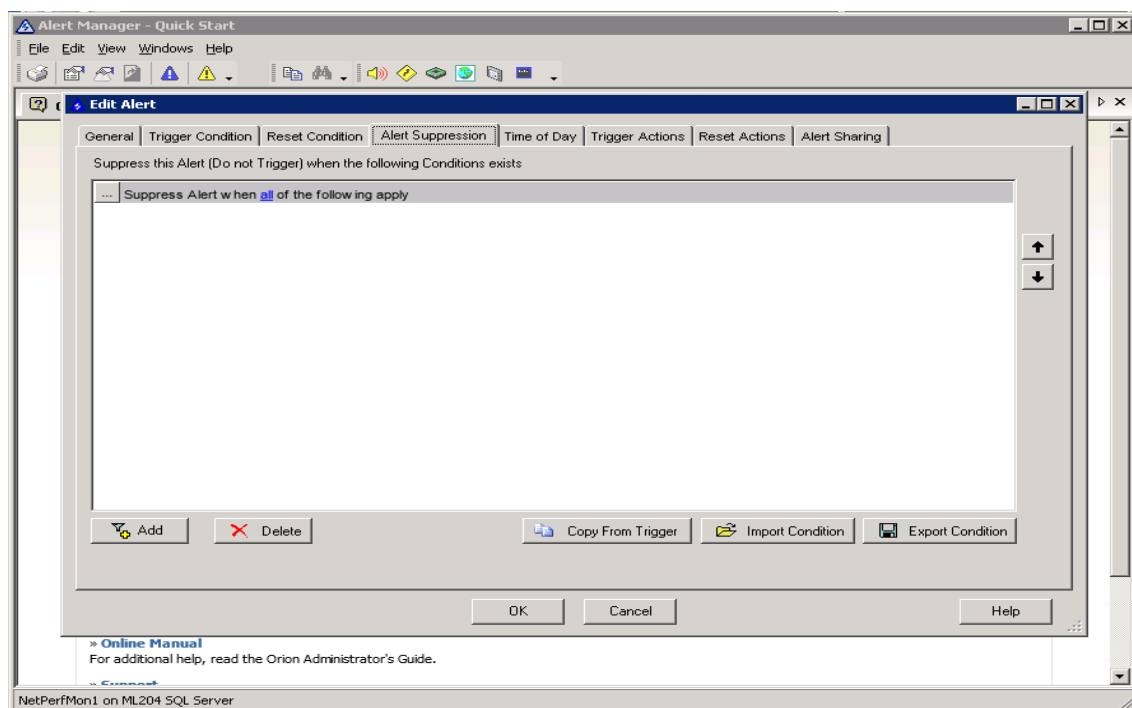 Alert Manager - Quick Start
File Edit View Windows Help
Edit Alert
General Trigger Condition Reset Condition Alert Suppression Time of Day Trigger Actions Reset Actions Alert Sharing
Suppress this Alert (Do not Trigger) when the following Conditions exists
... Suppress Alert when all of the following apply
Add Delete Copy From Trigger Import Condition Export Condition
OK Cancel Help
» Online Manual
For additional help, read the Orion Administrator's Guide.
» Support
NetPerfMon1 on ML204 SQL Server